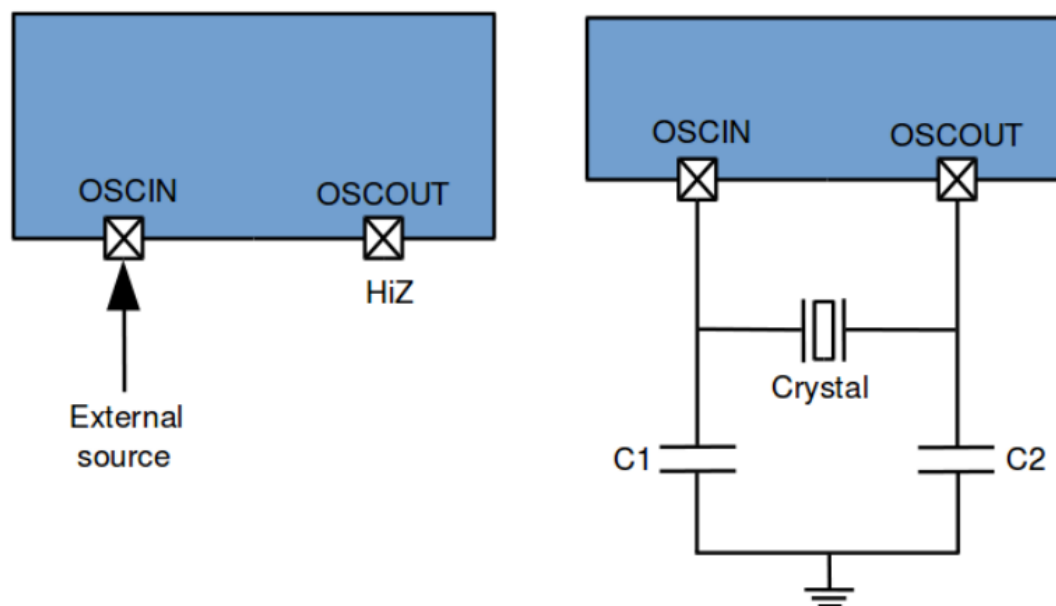 OSCIN
OSCOUT
HiZ
External
source
OSCIN
OSCOUT
Crystal
C1
C2